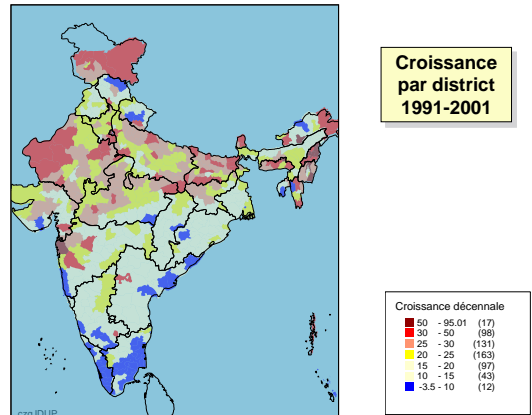 Croissance
par district
1991-2001
Croissance décennale
50 - 95.01 (17)
30 - 50 (98)
25 - 30 (131)
20 - 25 (163)
15 - 20 (97)
10 - 15 (43)
-3.5 - 10 (12)